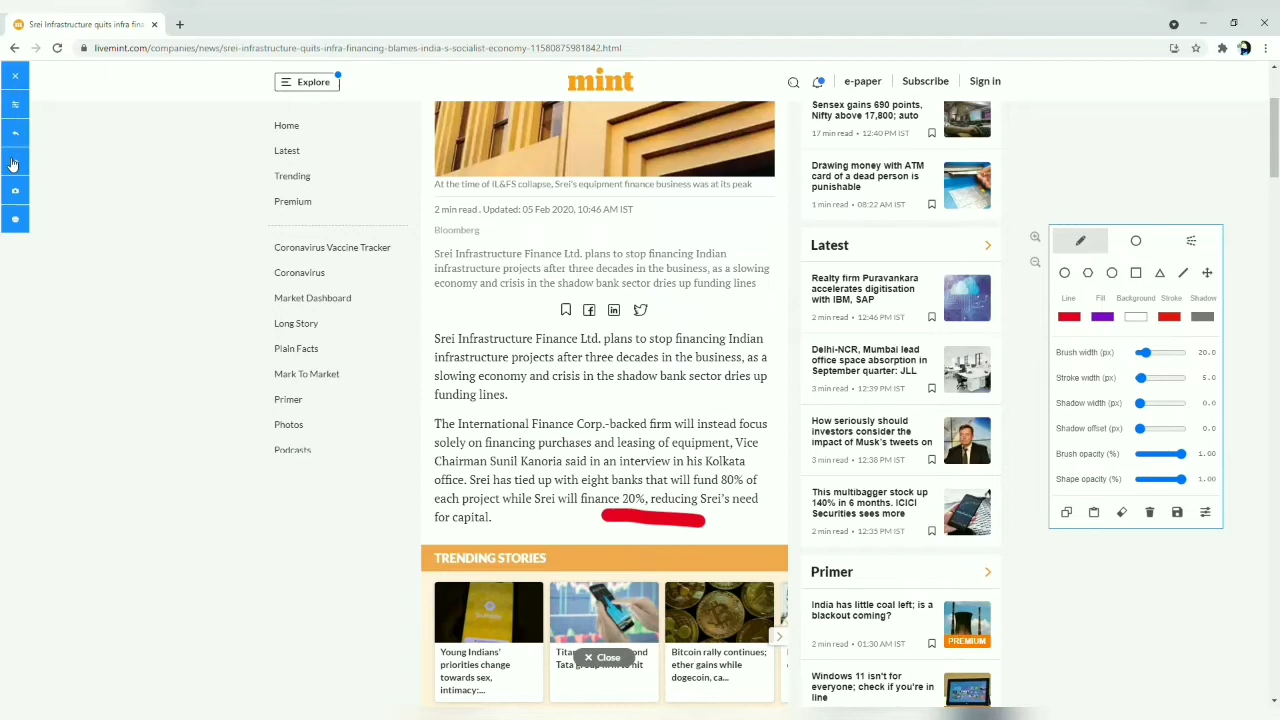 Srei Infrastructure quits infra fina
livemint.com/companies/news/srei-infrastructure-quits-infra-financing-blames-india-s-socialist-economy-11580875981842.html
Explore
mint
e-paper
Subscribe
Sign in
Home
Latest
Trending
Premium
Coronavirus Vaccine Tracker
Coronavirus
Market Dashboard
Long Story
Plain Facts
Mark To Market
Primer
Photos
Podcasts
At the time of IL&FS collapse, Srei's equipment finance business was at its peak
2 min read . Updated: 05 Feb 2020, 10:46 AM IST
Bloomberg
Srei Infrastructure Finance Ltd. plans to stop financing Indian
infrastructure projects after three decades in the business, as a slowing
economy and crisis in the shadow bank sector dries up funding lines
Srei Infrastructure Finance Ltd. plans to stop financing Indian
infrastructure projects after three decades in the business, as a
slowing economy and crisis in the shadow bank sector dries up
funding lines.
The International Finance Corp.-backed firm will instead focus
solely on financing purchases and leasing of equipment, Vice
Chairman Sunil Kanoria said in an interview in his Kolkata
office. Srei has tied up with eight banks that will fund 80% of
each project while Srei will finance 20%, reducing Srei's need
for capital.
TRENDING STORIES
Young Indians'
priorities change
towards sex,
intimacy:...
Bitcoin rally continues;
ether gains while
dogecoin, ca...
Close
Sensex gains 690 points,
Nifty above 17,800; auto
17 min read • 12:40 PM IST
Drawing money with ATM
card of a dead person is
punishable
1 min read • 08:22 AM IST
Latest
Realty firm Puravankara
accelerates digitisation
with IBM, SAP
2 min read • 12:46 PM IST
Delhi-NCR, Mumbai lead
office space absorption in
September quarter: JLL
3 min read • 12:39 PM IST
How seriously should
investors consider the
impact of Musk's tweets on
3 min read • 12:38 PM IST
This multibagger stock up
140% in 6 months. ICICI
Securities sees more
2 min read • 12:35 PM IST
Primer
India has little coal left; is a
blackout coming?
2 min read • 01:30 AM IST
PREMIUM
Windows 11 isn't for
everyone; check if you're in
line
Line Fill Background Stroke Shadow
Brush width (px) 20.0
Stroke width (px) 5.0
Shadow width (px) 0.0
Shadow offset (px) 0.0
Brush opacity (%) 1.00
Shape opacity (%) 1.00